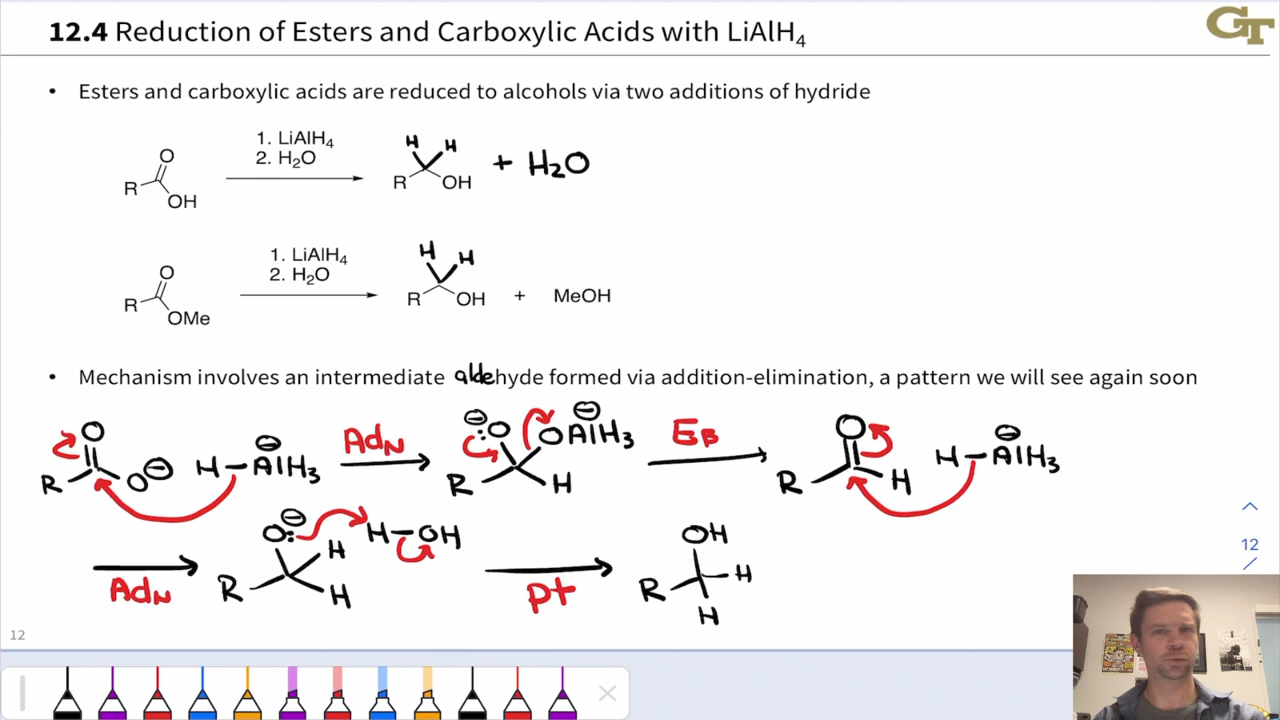 12.4 Reduction of Esters and Carboxylic Acids with LiAlH₄
GT
• Esters and carboxylic acids are reduced to alcohols via two additions of hydride
R O OH
1. LiAlH₄
2. H₂O
H H R OH + H₂O
R O OMe
1. LiAlH₄
2. H₂O
H H R OH + MeOH
• Mechanism involves an intermediate aldehyde formed via addition-elimination, a pattern we will see again soon
R O O⊖ H–AlH₃⊖
AdN
⊖:O OAlH₃⊖ R H
Eβ
O R H H–AlH₃⊖
AdN
O:⊖ R H H H–OH
pt
OH R H H
12
12